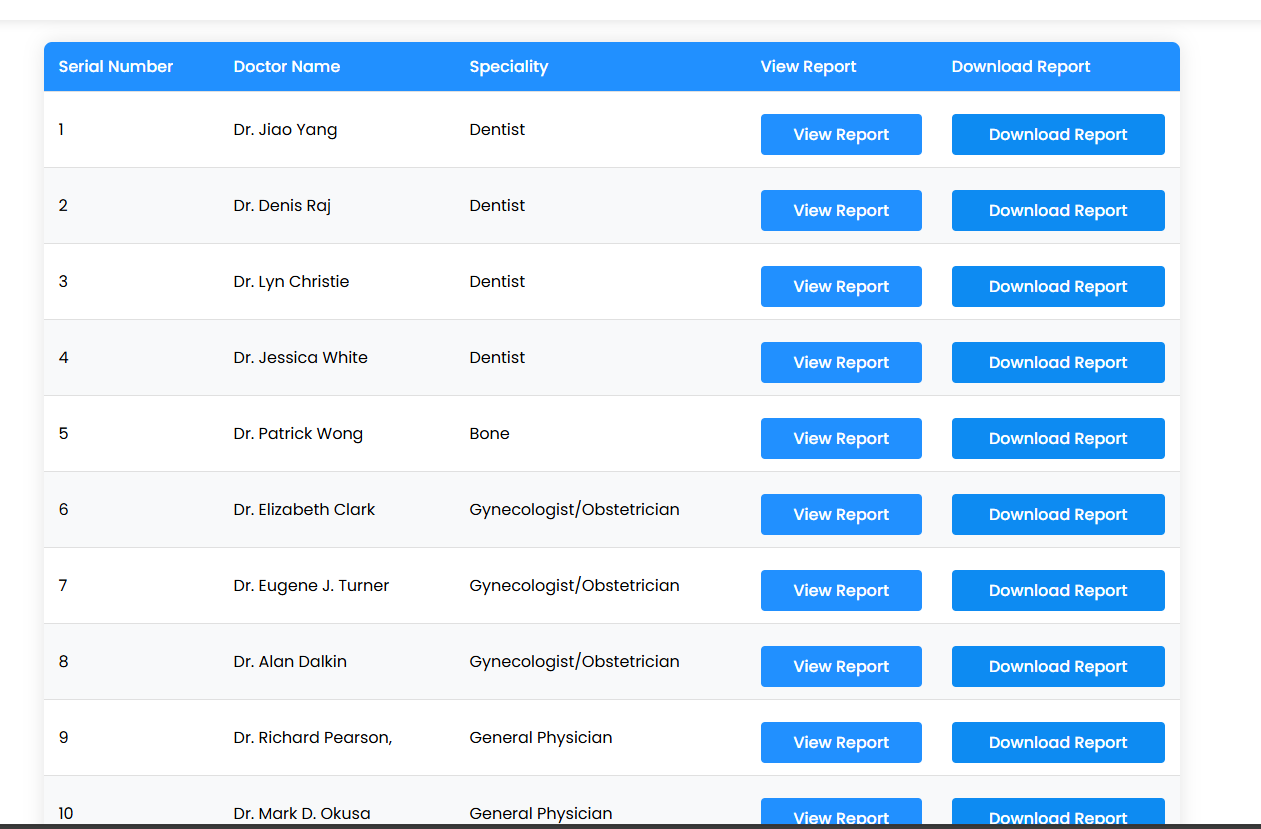 Serial Number Doctor Name Speciality View Report Download Report
1 Dr. Jiao Yang Dentist View Report Download Report
2 Dr. Denis Raj Dentist View Report Download Report
3 Dr. Lyn Christie Dentist View Report Download Report
4 Dr. Jessica White Dentist View Report Download Report
5 Dr. Patrick Wong Bone View Report Download Report
6 Dr. Elizabeth Clark Gynecologist/Obstetrician View Report Download Report
7 Dr. Eugene J. Turner Gynecologist/Obstetrician View Report Download Report
8 Dr. Alan Dalkin Gynecologist/Obstetrician View Report Download Report
9 Dr. Richard Pearson, General Physician View Report Download Report
10 Dr. Mark D. Okusa General Physician View Report Download Report